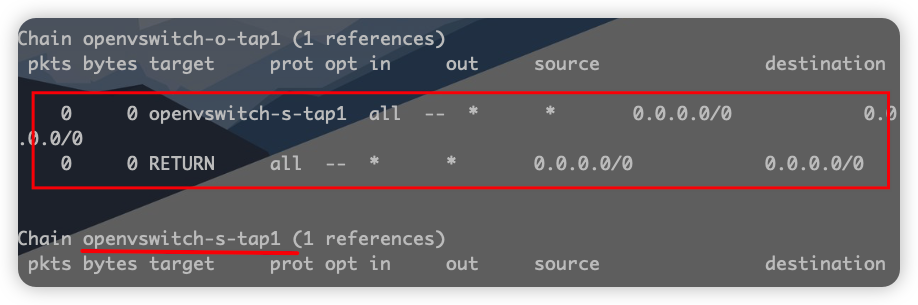 Chain openvswitch-o-tap1 (1 references)
pkts bytes target     prot opt in     out     source               destination
0     0 openvswitch-s-tap1  all  --  *      *       0.0.0.0/0            0.0
.0.0/0
0     0 RETURN     all  --  *      *       0.0.0.0/0            0.0.0.0/0
Chain openvswitch-s-tap1 (1 references)
pkts bytes target     prot opt in     out     source               destination